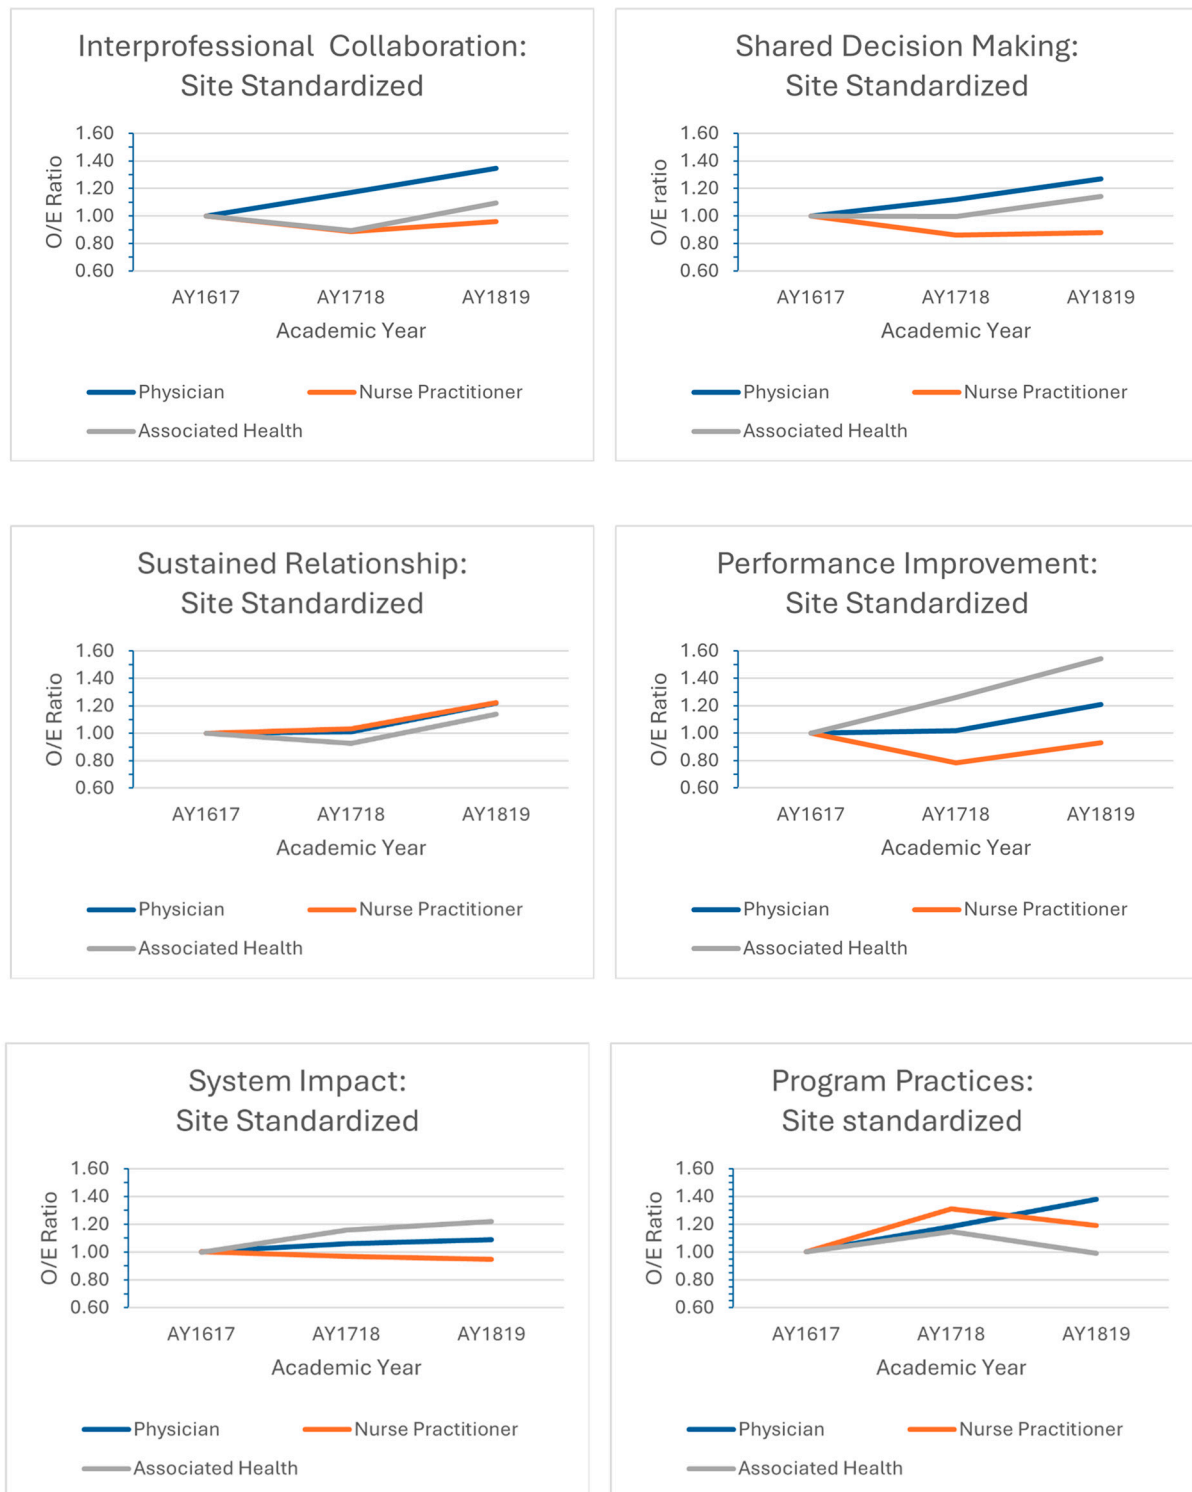 Interprofessional Collaboration:
Site Standardized
O/E Ratio
1.60
1.40
1.20
1.00
0.80
0.60
AY1617 AY1718 AY1819
Academic Year
Physician Nurse Practitioner
Associated Health
Shared Decision Making:
Site Standardized
O/E ratio
1.60
1.40
1.20
1.00
0.80
0.60
AY1617 AY1718 AY1819
Academic Year
Physician Nurse Practitioner
Associated Health
Sustained Relationship:
Site Standardized
O/E Ratio
1.60
1.40
1.20
1.00
0.80
0.60
AY1617 AY1718 AY1819
Academic Year
Physician Nurse Practitioner
Associated Health
Performance Improvement:
Site Standardized
O/E Ratio
1.60
1.40
1.20
1.00
0.80
0.60
AY1617 AY1718 AY1819
Academic Year
Physician Nurse Practitioner
Associated Health
System Impact:
Site Standardized
O/E Ratio
1.60
1.40
1.20
1.00
0.80
0.60
AY1617 AY1718 AY1819
Academic Year
Physician Nurse Practitioner
Associated Health
Program Practices:
Site standardized
O/E Ratio
1.60
1.40
1.20
1.00
0.80
0.60
AY1617 AY1718 AY1819
Academic Year
Physician Nurse Practitioner
Associated Health